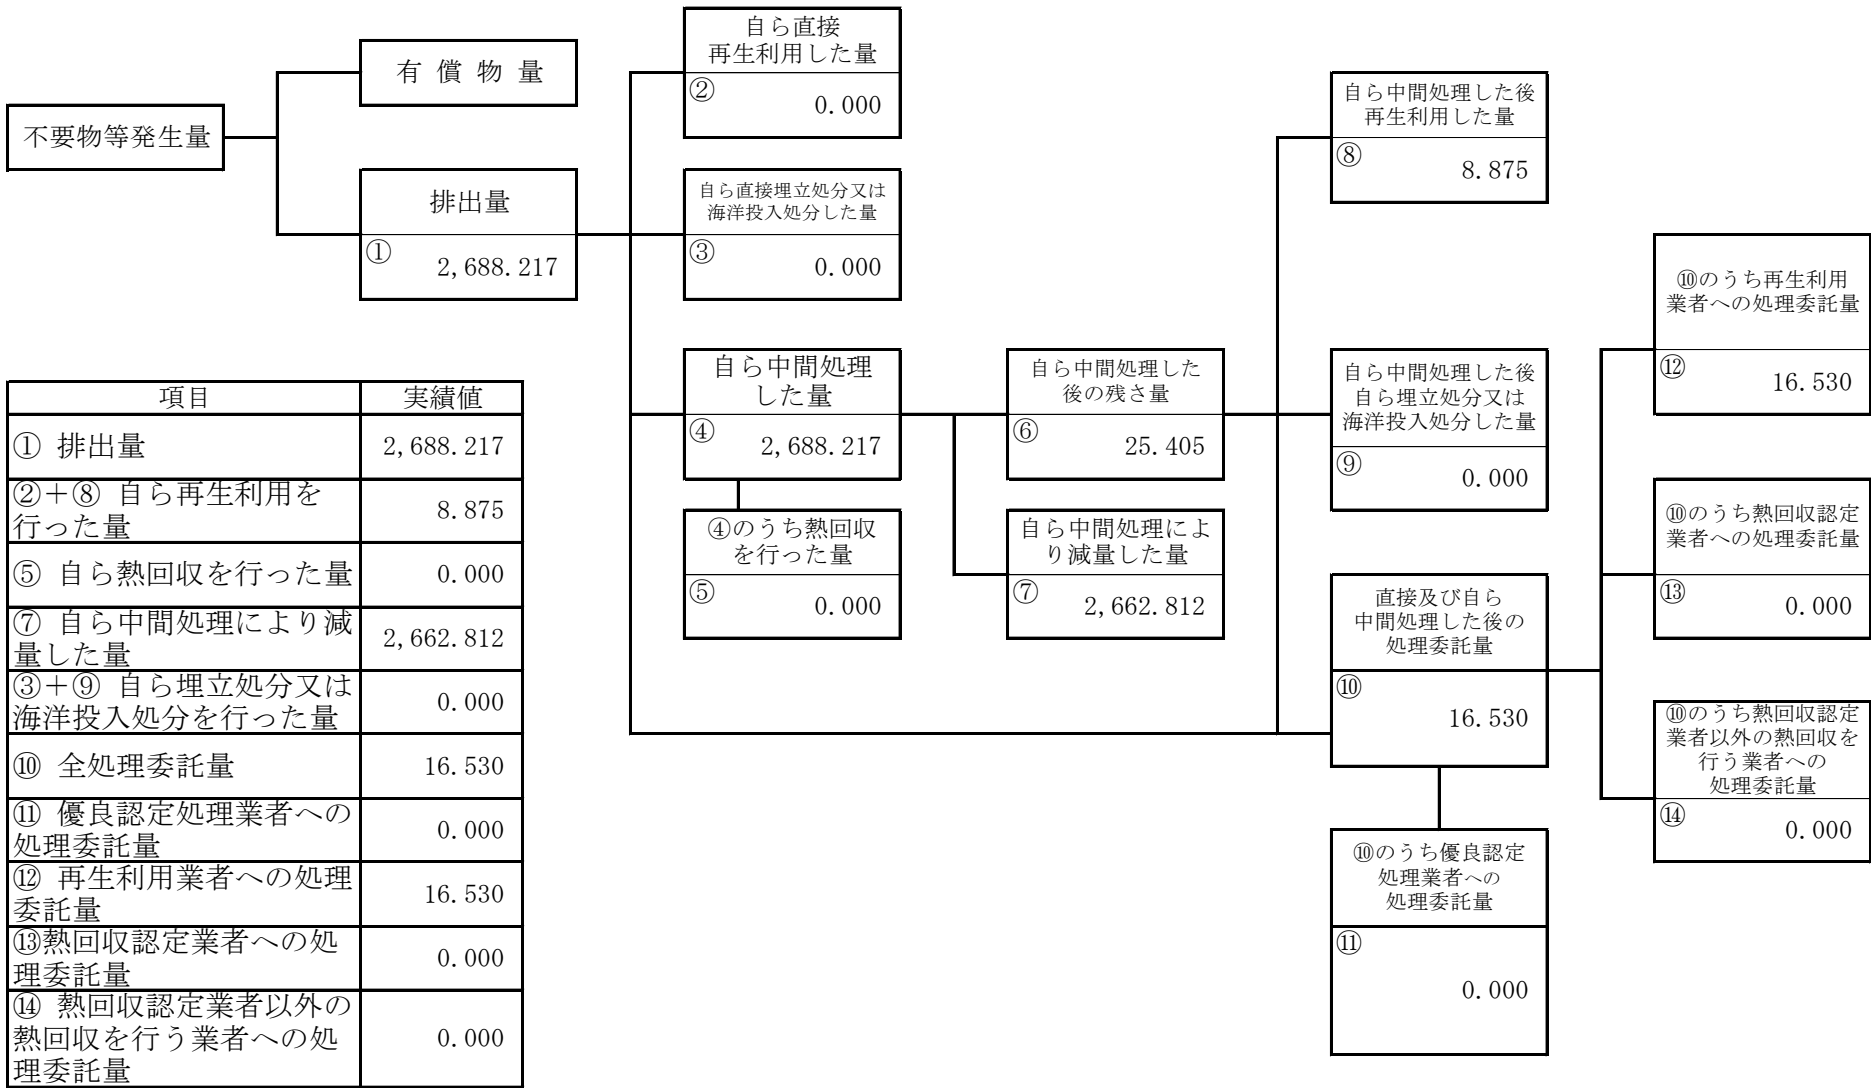 不要物等発生量
有 償 物 量
排出量
① 2,688.217
自ら直接
再生利用した量
② 0.000
自ら直接埋立処分又は
海洋投入処分した量
③ 0.000
自ら中間処理
した量
④ 2,688.217
④のうち熱回収
を行った量
⑤ 0.000
自ら中間処理した
後の残さ量
⑥ 25.405
自ら中間処理によ
り減量した量
⑦ 2,662.812
自ら中間処理した後
再生利用した量
⑧ 8.875
自ら中間処理した後
自ら埋立処分又は
海洋投入処分した量
⑨ 0.000
直接及び自ら
中間処理した後の
処理委託量
⑩ 16.530
⑩のうち優良認定
処理業者への
処理委託量
⑪ 0.000
⑩のうち再生利用
業者への処理委託量
⑫ 16.530
⑩のうち熱回収認定
業者への処理委託量
⑬ 0.000
⑩のうち熱回収認定
業者以外の熱回収を
行う業者への
処理委託量
⑭ 0.000
項目 実績値
① 排出量 2,688.217
②+⑧ 自ら再生利用を
行った量 8.875
⑤ 自ら熱回収を行った量 0.000
⑦ 自ら中間処理により減
量した量 2,662.812
③+⑨ 自ら埋立処分又は
海洋投入処分を行った量 0.000
⑩ 全処理委託量 16.530
⑪ 優良認定処理業者への
処理委託量 0.000
⑫ 再生利用業者への処理
委託量 16.530
⑬熱回収認定業者への処
理委託量 0.000
⑭ 熱回収認定業者以外の
熱回収を行う業者への処
理委託量 0.000